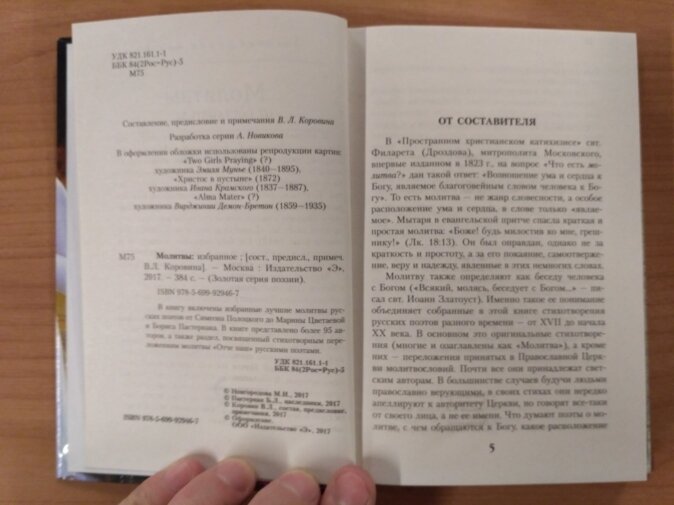 УДК 821.161.1-1
ББК 84(2Рос=Рус)-5
М75
Составление, предисловие и примечания В. Л. Коровина
Разработка серии А. Новикова
В оформлении обложки использованы репродукции картин:
«Two Girls Praying» (?)
художника Эмиля Мунье (1840—1895),
«Христос в пустыне» (1872)
художника Ивана Крамского (1837—1887),
«Alma Mater» (?)
художника Вирджинии Демон-Бретон (1859—1935)
М75 Молитвы: избранное ; [сост., предисл., примеч.
В.Л. Коровина]. — Москва : Издательство «Э»,
2017. — 384 с. — (Золотая серия поэзии).
ISBN 978-5-699-92946-7
В книгу включены избранные лучшие молитвы рус-
ских поэтов от Симеона Полоцкого до Марины Цветаевой
и Бориса Пастернака. В книге представлено более 95 ав-
торов, а также раздел, посвященный стихотворным пе-
реложениям молитвы «Отче наш» русскими поэтами.
УДК 821.161.1-1
ББК 84(2Рос=Рус)-5
© Новгородова М.И., 2017
© Пастернак Б.Л., наследники, 2017
© Коровин В.Л., состав, предисловие,
примечания, 2017
© Оформление.
ООО «Издательство «Э», 2017
ISBN 978-5-699-92946-7
ОТ СОСТАВИТЕЛЯ
В «Пространном христианском катихизисе» свт.
Филарета (Дроздова), митрополита Московского,
впервые изданном в 1823 г., на вопрос «Что есть мо-
литва?» дан такой ответ: «Возношение ума и сердца к
Богу, являемое благоговейным словом человека к Бо-
гу». То есть молитва — не жанр словесности, а особое
расположение ума и сердца, в слове только «являе-
мое». Мытаря в евангельской притче спасла краткая и
простая молитва: «Боже! будь милостив ко мне, греш-
нику!» (Лк. 18:13). Он был оправдан, однако не за
краткость и простоту, а за его покаяние, самоотверже-
ние, веру и надежду, явленные в этих немногих словах.
Молитву также определяют как беседу человека
с Богом («Всякий, молясь, беседует с Богом...» — пи-
сал свт. Иоанн Златоуст). Именно такое ее понимание
объединяет собранные в этой книге стихотворения
русских поэтов разного времени — от XVII до начала
XX века. В основном это оригинальные стихотворения
(многие и озаглавлены как «Молитва»), а кроме
них — переложения принятых в Православной Церк-
ви молитвословий. Почти все они принадлежат свет-
ским авторам. В большинстве случаев будучи людьми
православно верующими, в своих стихах они нередко
апеллируют к авторитету Церкви, но говорят все-таки
от своего лица, а не ее имени. Что думают поэты о мо-
литве, с чем обращаются к Богу, какое расположение
5